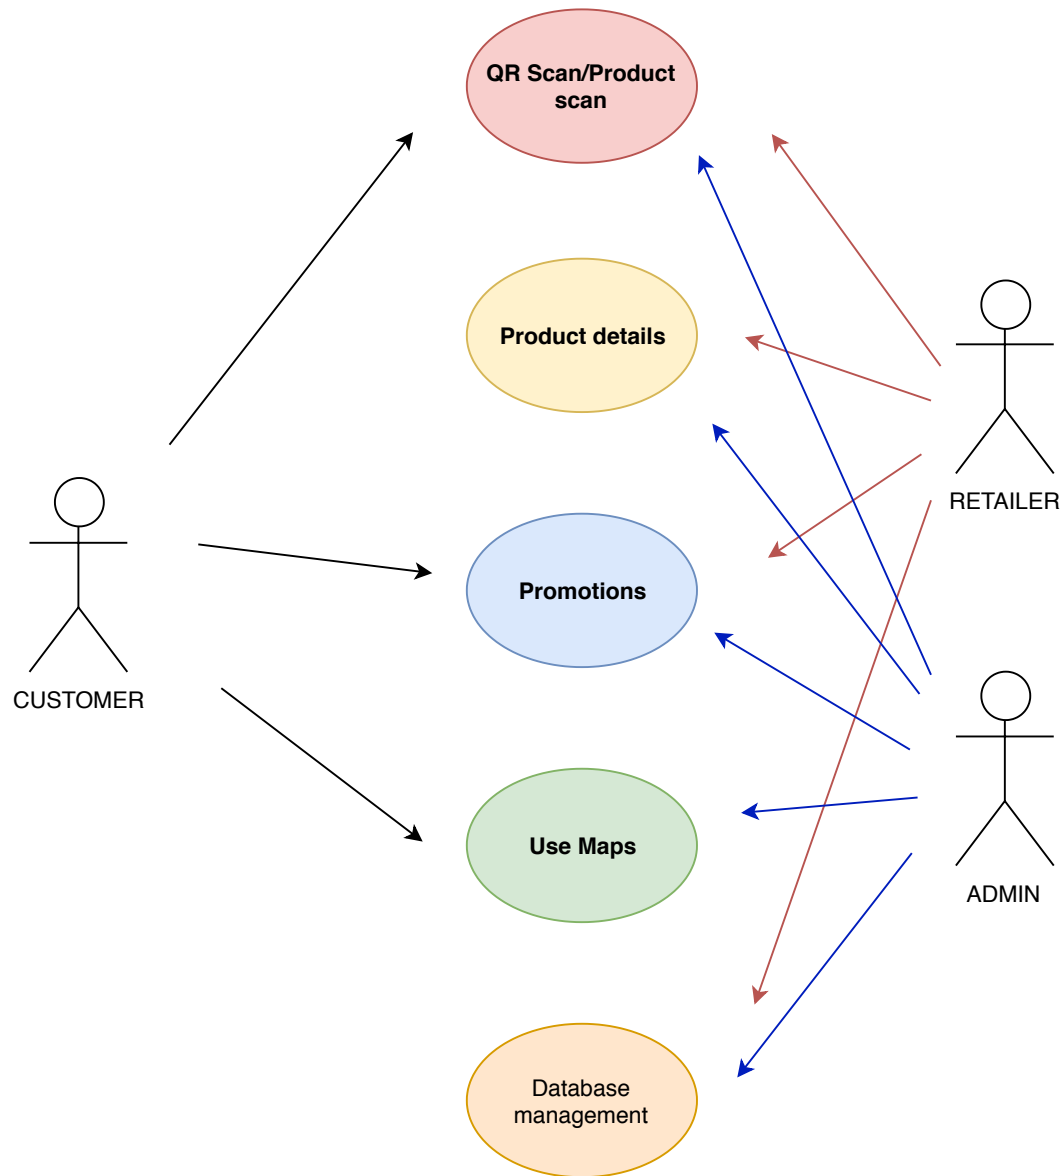 QR Scan/Product
scan
Product details
RETAILER
Promotions
CUSTOMER
Use Maps
ADMIN
Database
management